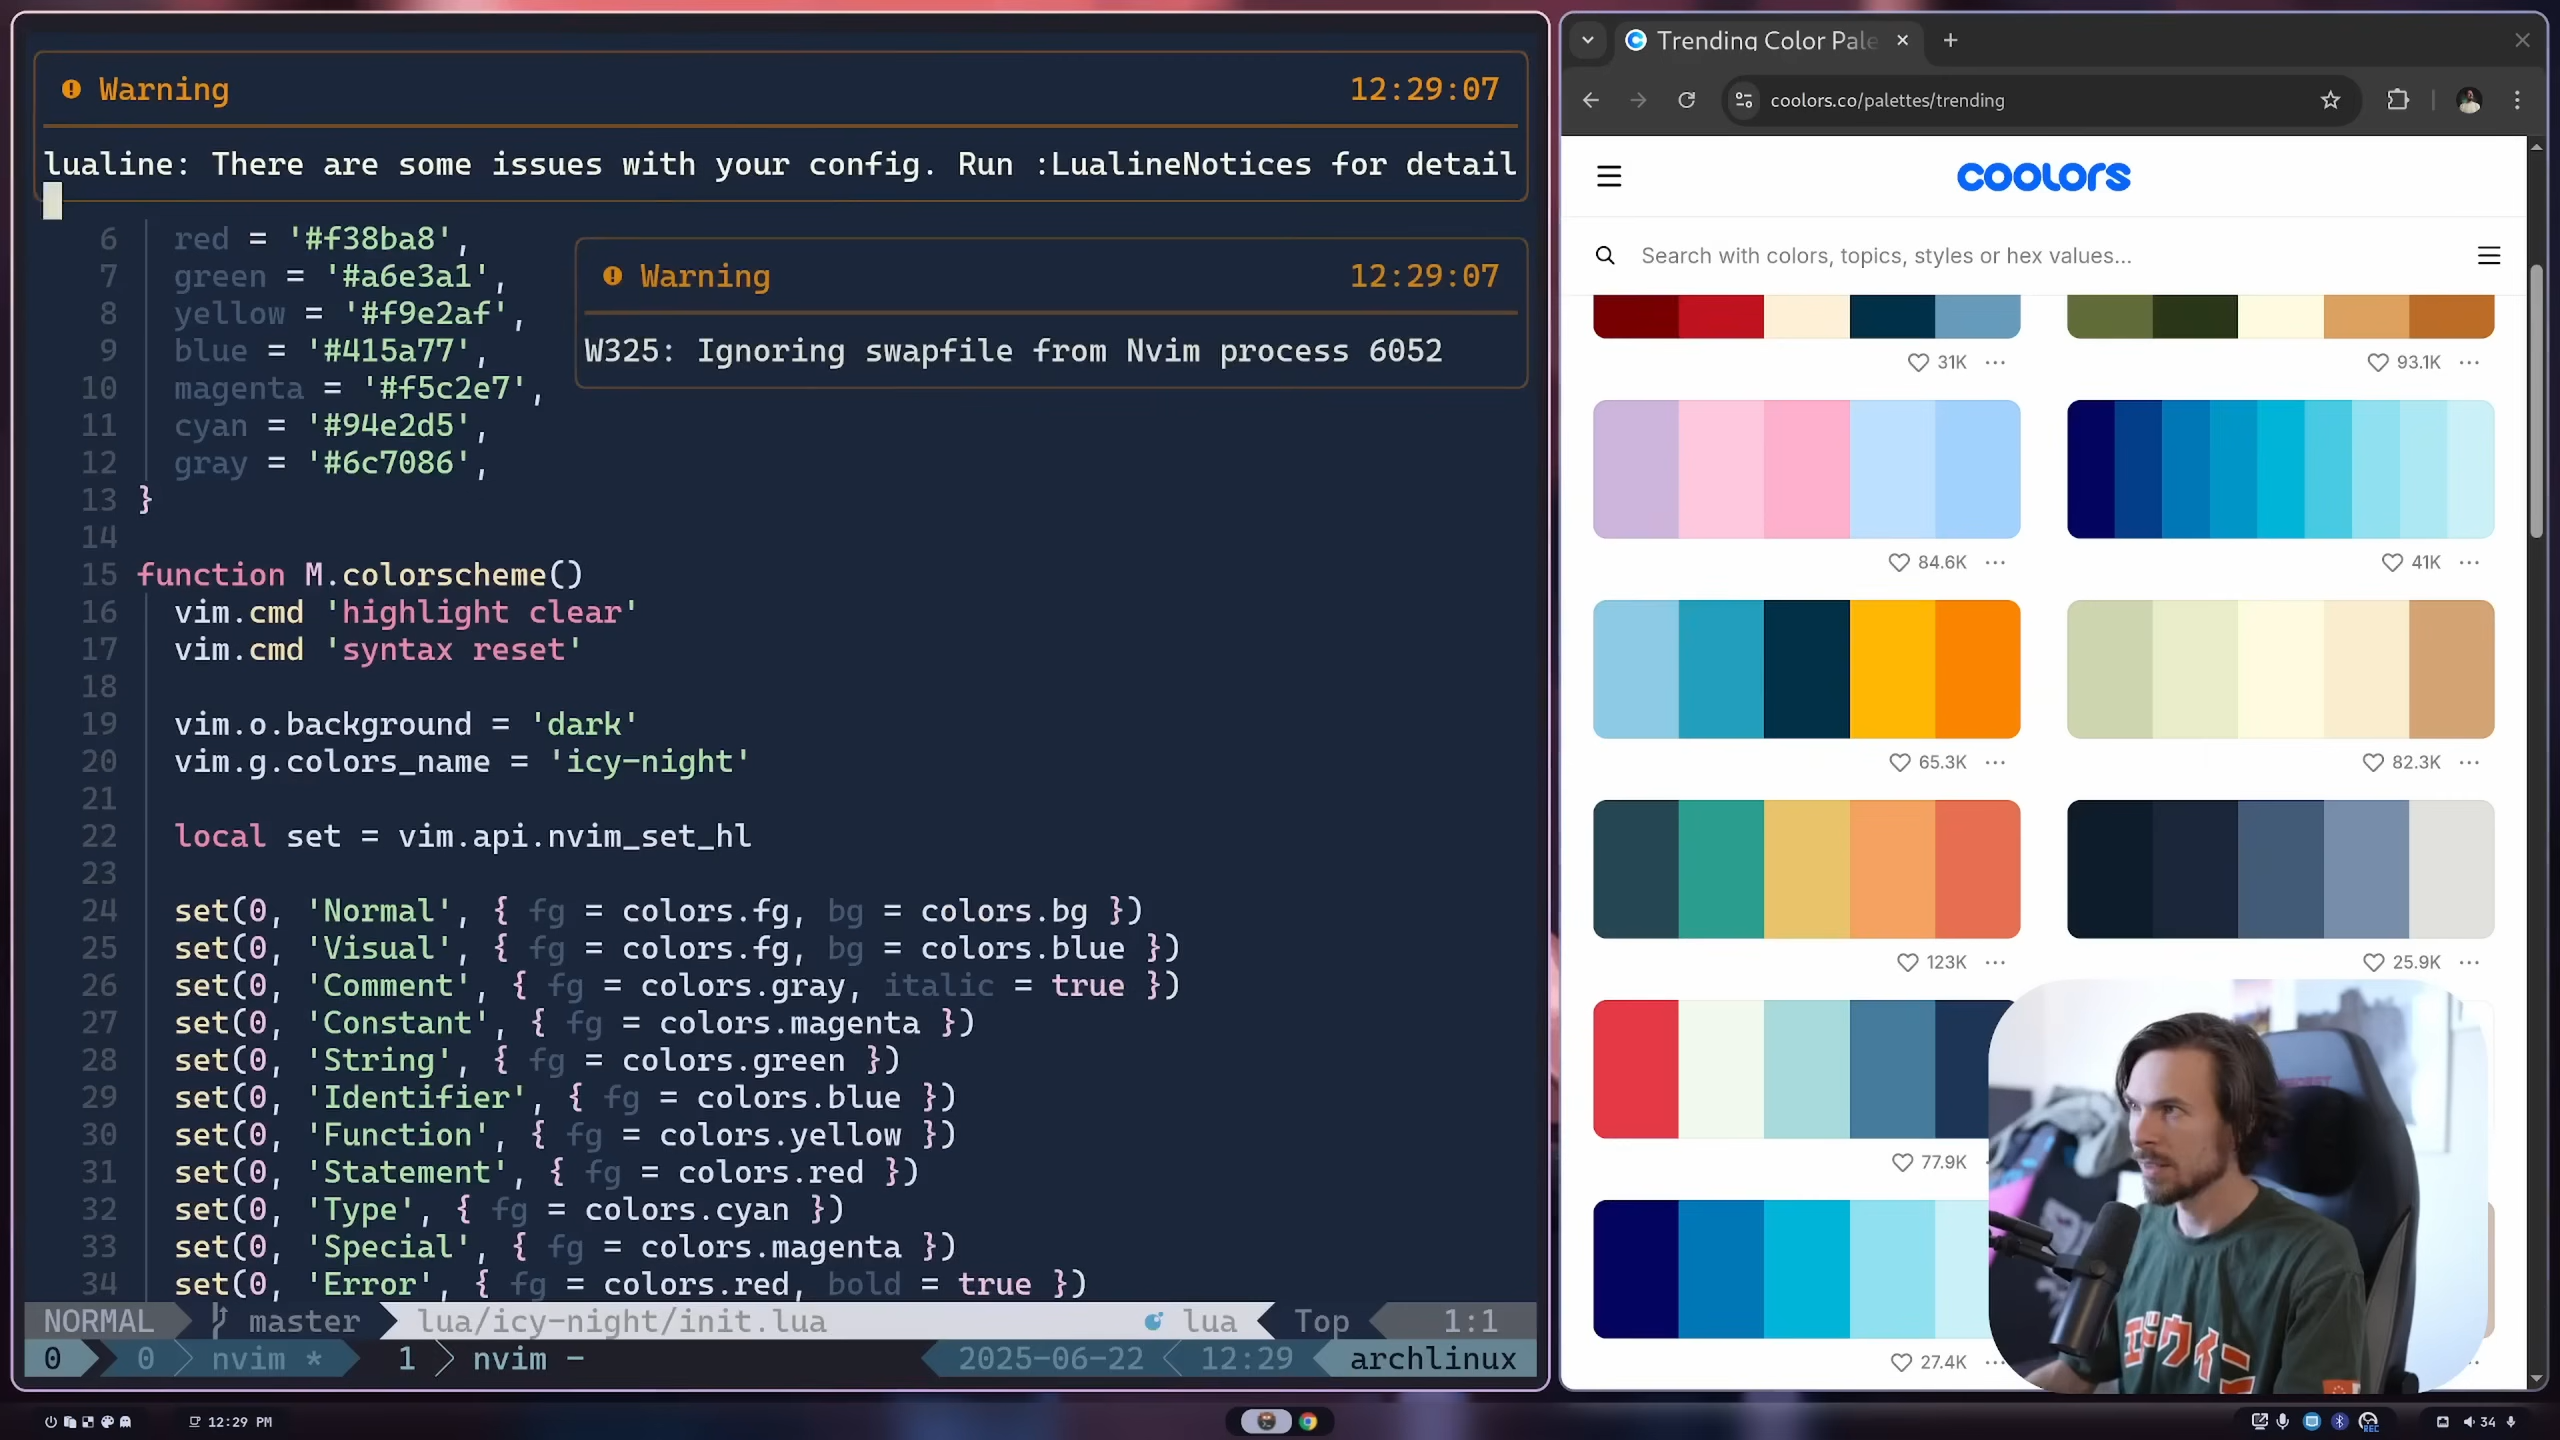 Warning 12:29:07
lualine: There are some issues with your config. Run :LualineNotices for detail
6 red = '#f38ba8',
7 green = '#a6e3a1',
8 yellow = '#f9e2af',
9 blue = '#415a77',
10 magenta = '#f5c2e7',
11 cyan = '#94e2d5',
12 gray = '#6c7086',
13 }
14
Warning 12:29:07
W325: Ignoring swapfile from Nvim process 6052
15 function M.colorscheme()
16 vim.cmd 'highlight clear'
17 vim.cmd 'syntax reset'
18
19 vim.o.background = 'dark'
20 vim.g.colors_name = 'icy-night'
21
22 local set = vim.api.nvim_set_hl
23
24 set(0, 'Normal', { fg = colors.fg, bg = colors.bg })
25 set(0, 'Visual', { fg = colors.fg, bg = colors.blue })
26 set(0, 'Comment', { fg = colors.gray, italic = true })
27 set(0, 'Constant', { fg = colors.magenta })
28 set(0, 'String', { fg = colors.green })
29 set(0, 'Identifier', { fg = colors.blue })
30 set(0, 'Function', { fg = colors.yellow })
31 set(0, 'Statement', { fg = colors.red })
32 set(0, 'Type', { fg = colors.cyan })
33 set(0, 'Special', { fg = colors.magenta })
34 set(0, 'Error', { fg = colors.red, bold = true })
NORMAL master lua/icy-night/init.lua lua Top 1:1
0 0 nvim * 1 nvim - 2025-06-22 12:29 archlinux
Trending Color Pale
coolors.co/palettes/trending
coolors
Search with colors, topics, styles or hex values...
31K 93.1K
84.6K 41K
65.3K 82.3K
123K 25.9K
77.9K
27.4K
エドウィン
12:29 PM
REC
34